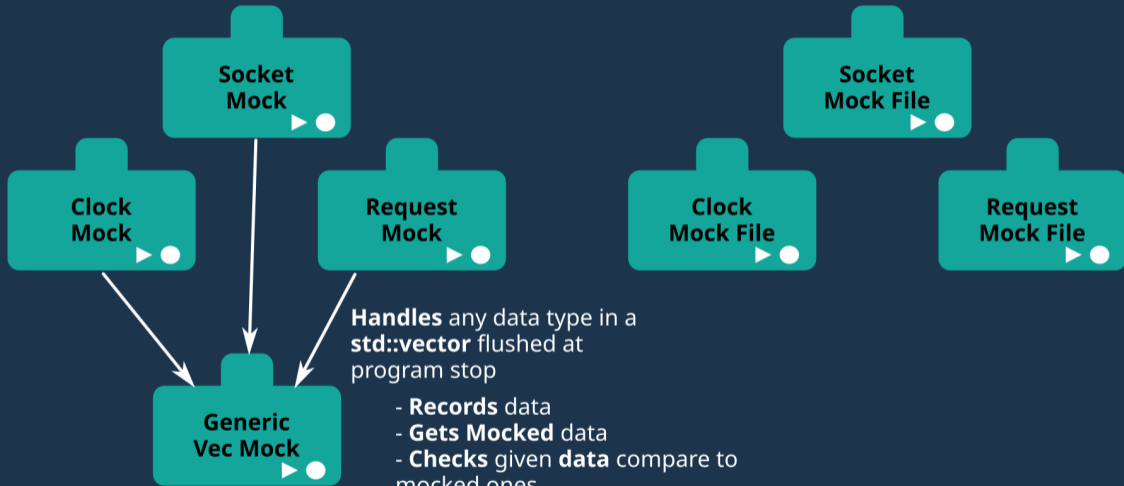 Socket
Mock
Socket
Mock File
Clock
Mock
Request
Mock
Clock
Mock File
Request
Mock File
Handles any data type in a
std::vector flushed at
program stop
Generic
Vec Mock
- Records data
- Gets Mocked data
- Checks given data compare to
mocked ones